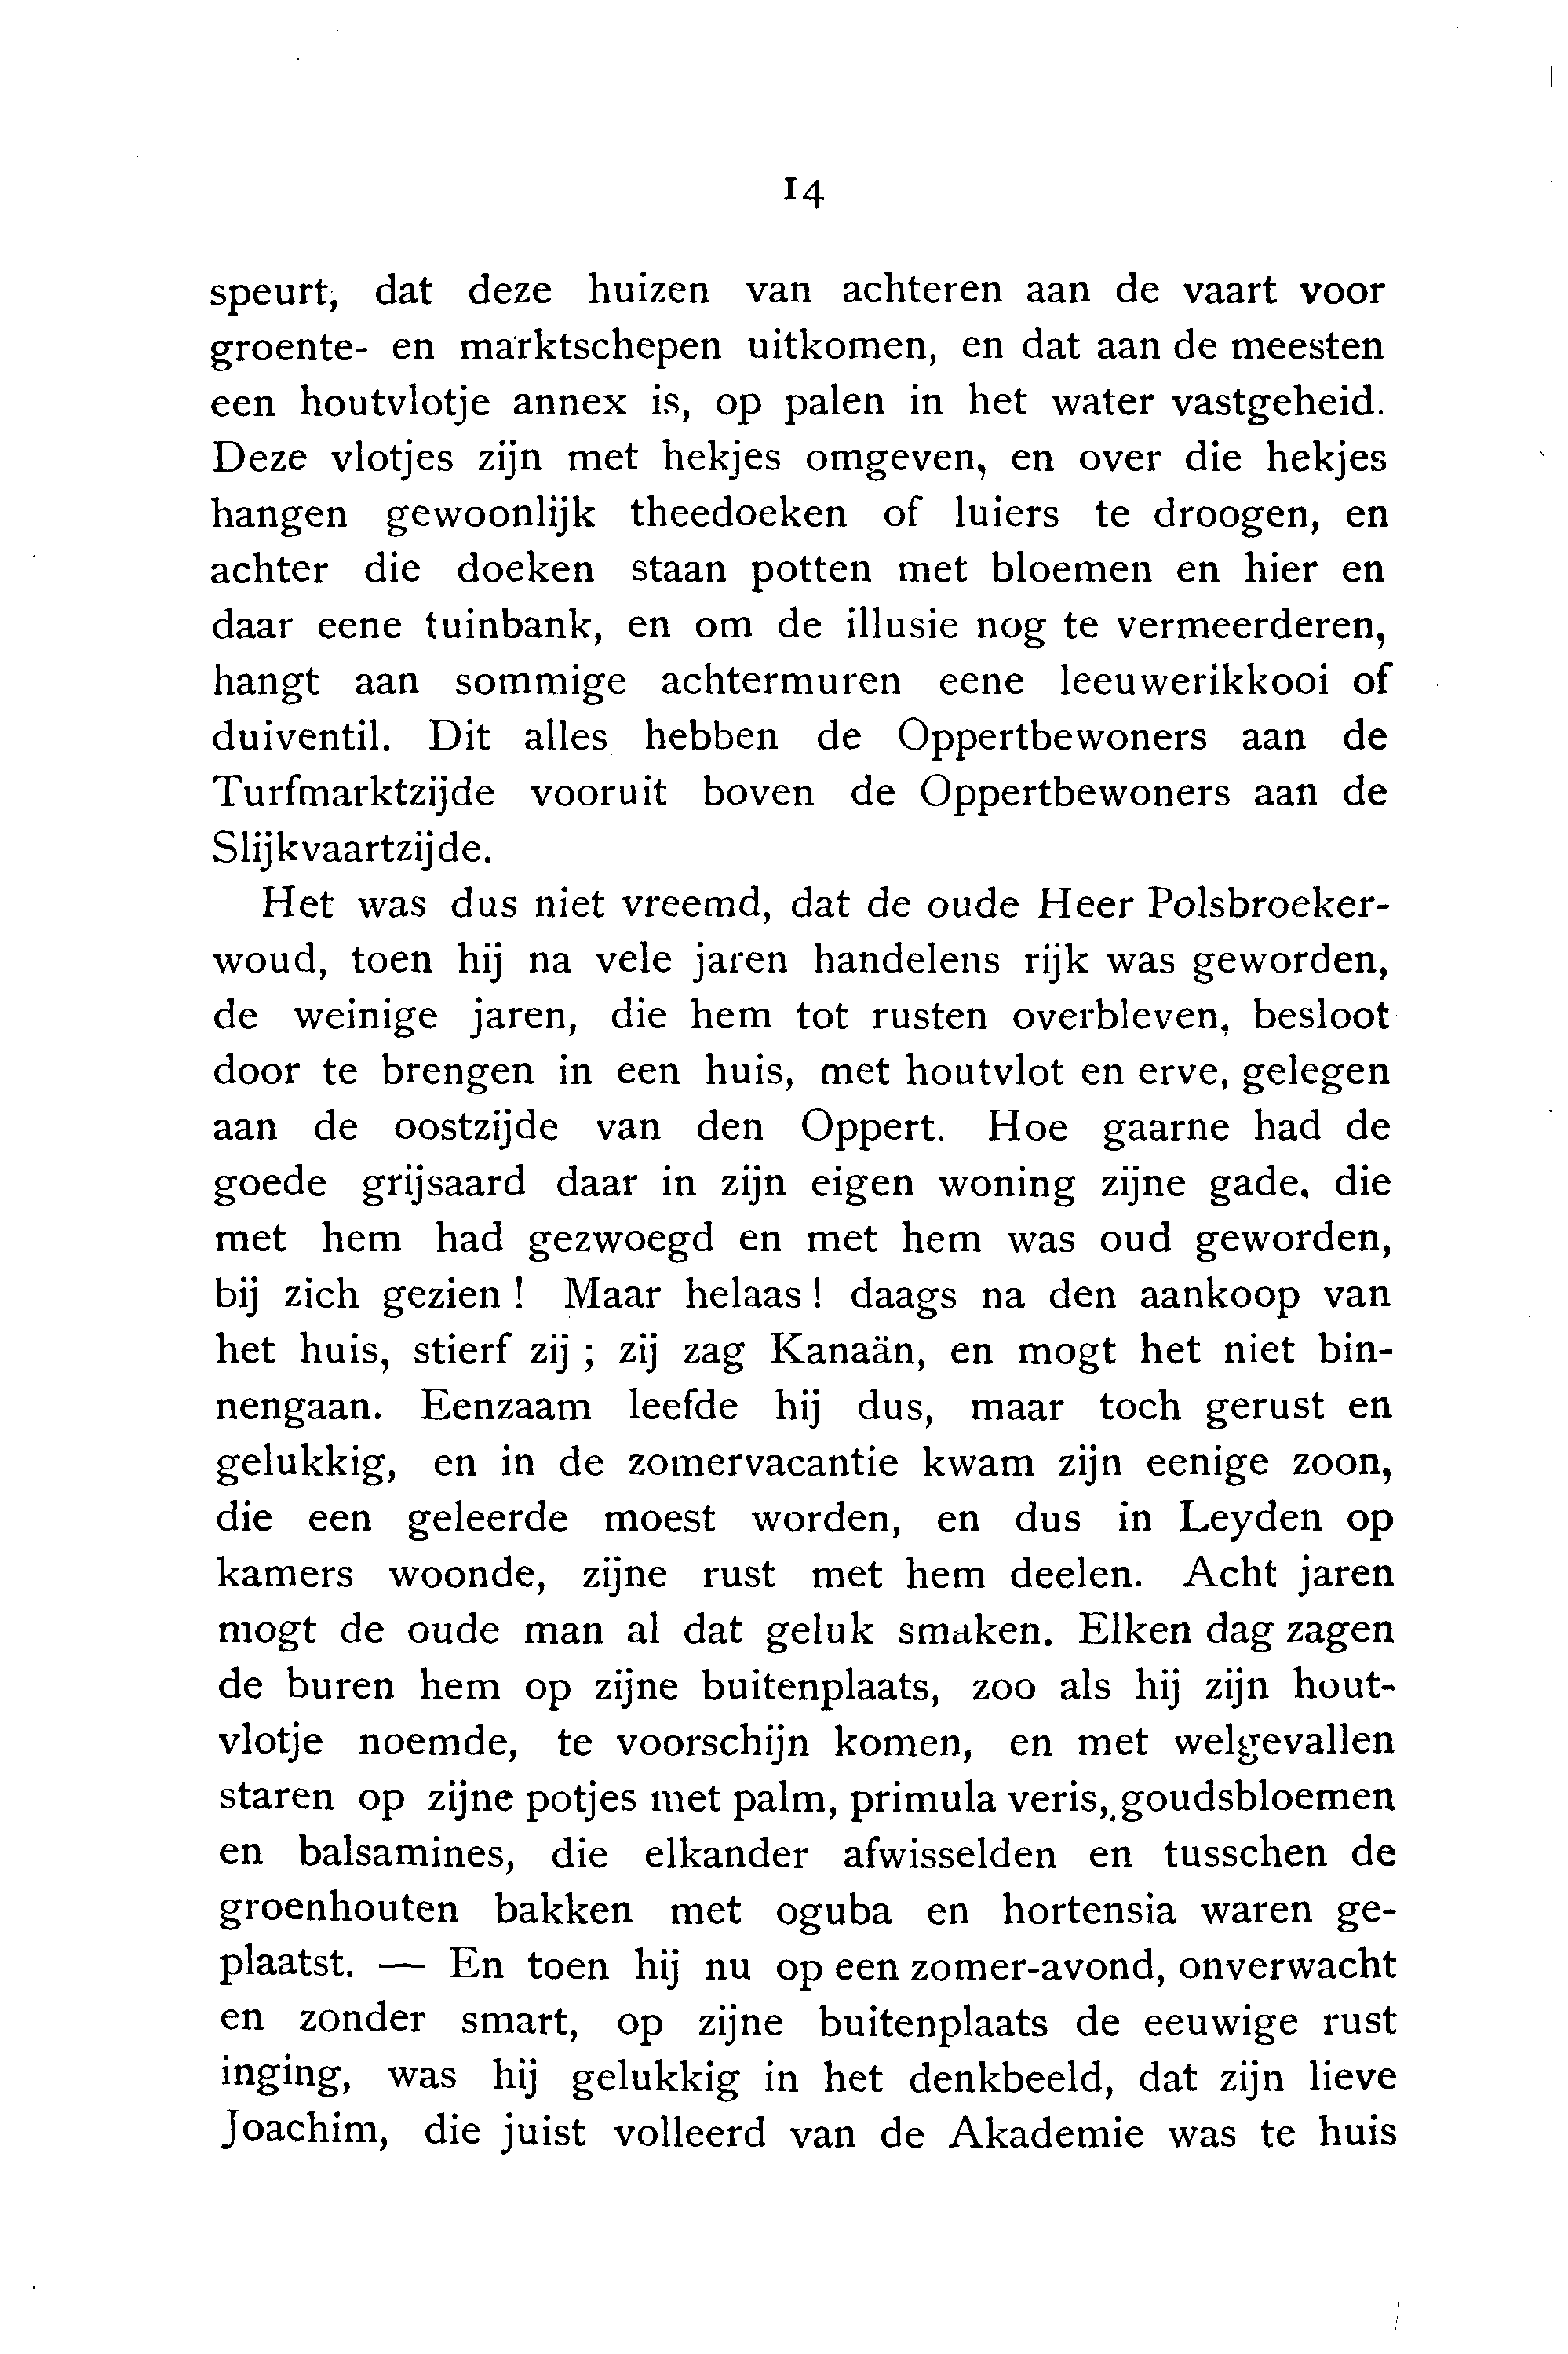 14
speurt, dat deze huizen van achteren aan de vaart voor
groente- en marktschepen uitkomen, en dat aan de meesten
een houtvlotje annex is, op palen in het water vastgeheid.
Deze vlotjes zijn met hekjes omgeven, en over die hekjes
hangen gewoonlijk theedoeken of luiers te droogen, en
achter die doeken staan potten met bloemen en hier en
daar eene tuinbank, en om de illusie nog te vermeerderen,
hangt aan sommige achtermuren eene leeuwerikkooi of
duiventil. Dit alles hebben de Oppertbewoners aan de
Turfmarktzijde vooruit boven de Oppertbewoners aan de
Slijkvaartzijde.
Het was dus niet vreemd, dat de oude Heer Polsbroeker-
woud, toen hij na vele jaren handelens rijk was geworden,
de weinige jaren, die hem tot rusten overbleven, besloot
door te brengen in een huis, met houtvlot en erve, gelegen
aan de oostzijde van den Oppert. Hoe gaarne had de
goede grijsaard daar in zijn eigen woning zijne gade, die
met hem had gezwoegd en met hem was oud geworden,
bij zich gezien ! Maar helaas ! daags na den aankoop van
het huis, stierf zij ; zij zag Kanaän, en mogt het niet bin-
nengaan. Eenzaam leefde hij dus, maar toch gerust en
gelukkig, en in de zomervacantie kwam zijn eenige zoon,
die een geleerde moest worden, en dus in Leyden op
kamers woonde, zijne rust met hem deelen. Acht jaren
mogt de oude man al dat geluk smaken. Elken dag zagen
de buren hem op zijne buitenplaats, zoo als hij zijn hout-
vlotje noemde, te voorschijn komen, en met welgevallen
staren op zijne potjes met palm, primula veris, goudsbloemen
en balsamines, die elkander afwisselden en tusschen de
groenhouten bakken met oguba en hortensia waren ge-
plaatst. — En toen hij nu op een zomer-avond, onverwacht
en zonder smart, op zijne buitenplaats de eeuwige rust
inging, was hij gelukkig in het denkbeeld, dat zijn lieve
Joachim, die juist volleerd van de Akademie was te huis